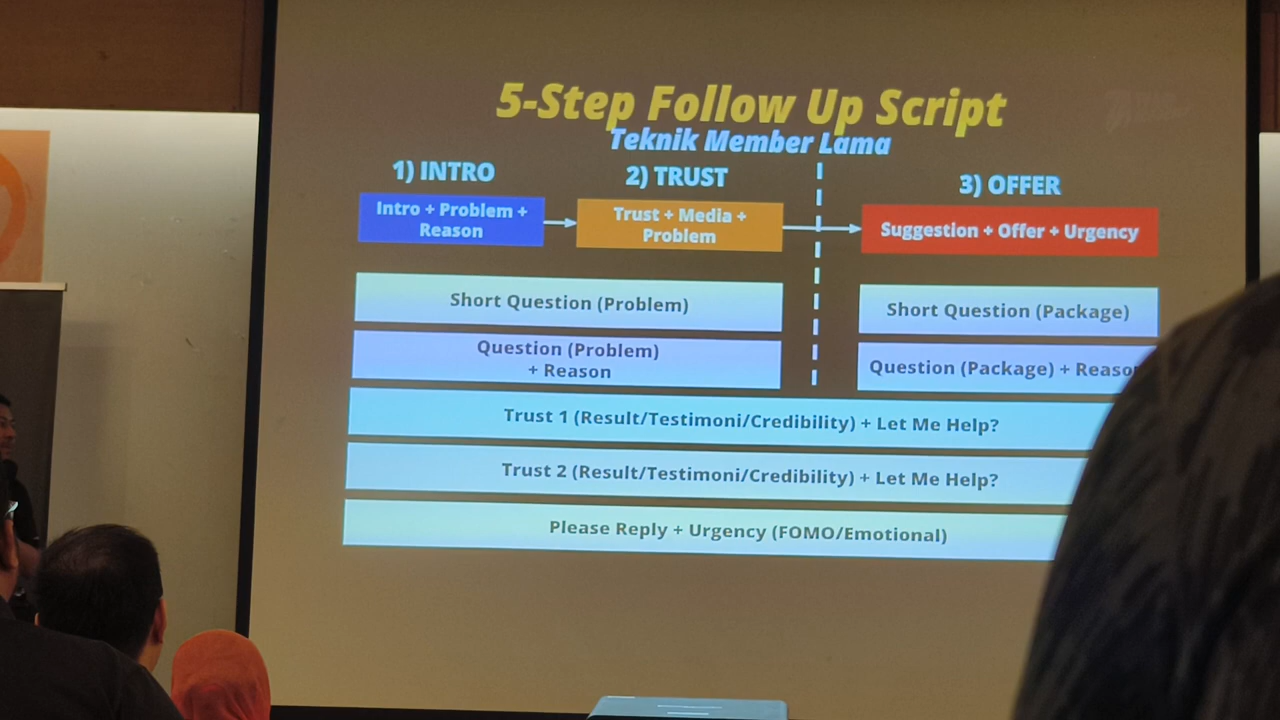 5-Step Follow Up Script
Teknik Member Lama
1) INTRO
2) TRUST
3) OFFER
Intro + Problem +
Reason
Trust + Media +
Problem
Suggestion + Offer + Urgency
Short Question (Problem)
Short Question (Package)
Question (Problem)
+ Reason
Question (Package) + Reason
Trust 1 (Result/Testimoni/Credibility) + Let Me Help?
Trust 2 (Result/Testimoni/Credibility) + Let Me Help?
Please Reply + Urgency (FOMO/Emotional)